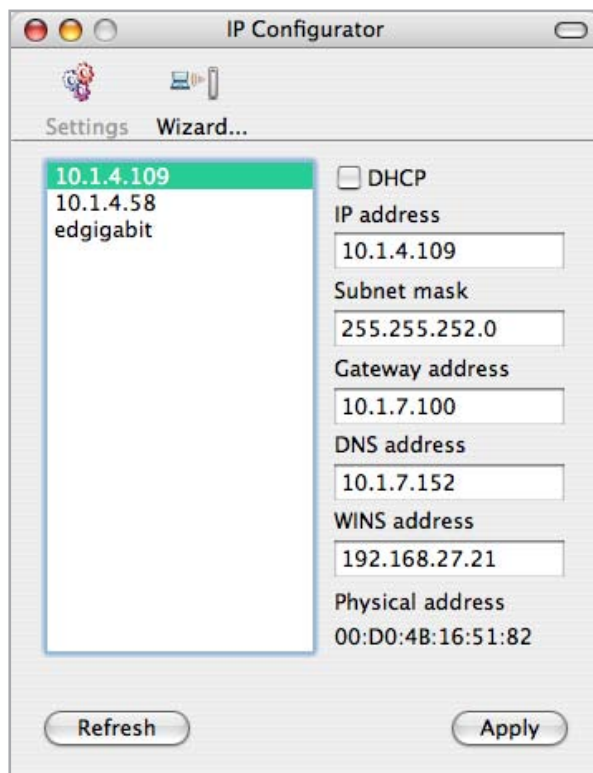 IP Configurator
Settings Wizard...
10.1.4.109
10.1.4.58
edgigabit
DHCP
IP address
10.1.4.109
Subnet mask
255.255.252.0
Gateway address
10.1.7.100
DNS address
10.1.7.152
WINS address
192.168.27.21
Physical address
00:D0:4B:16:51:82
Refresh Apply